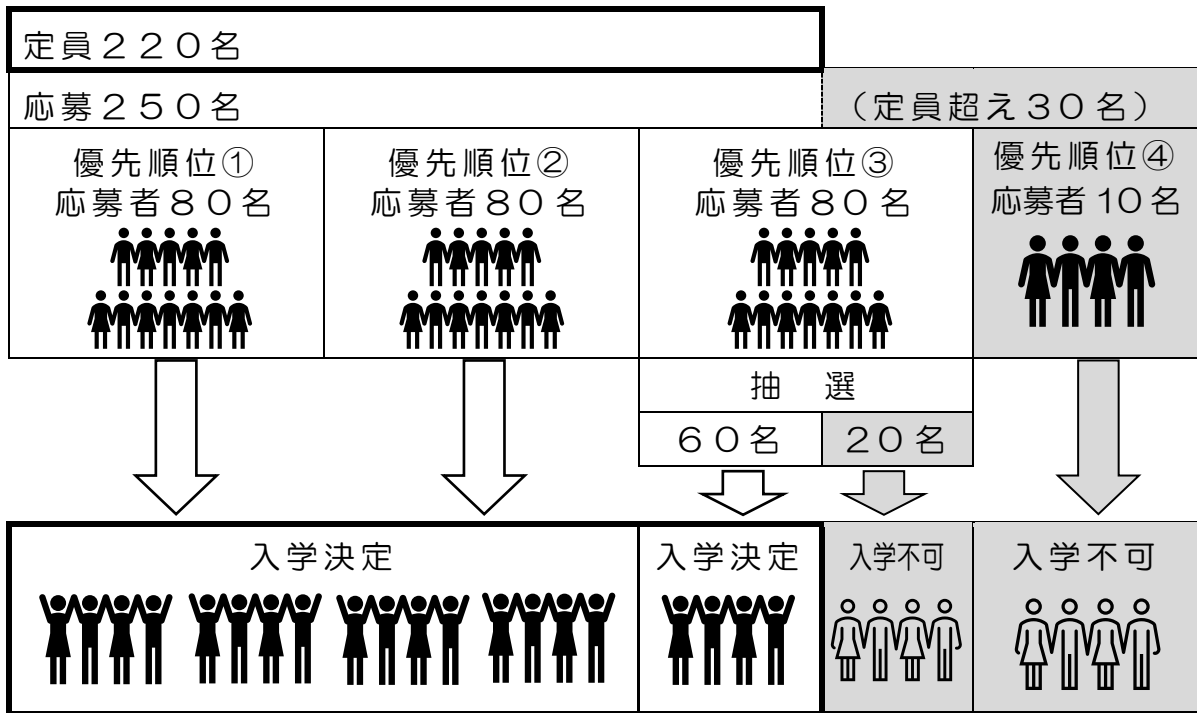 定員２２０名
応募２５０名
（定員超え３０名）
優先順位①
応募者８０名
優先順位②
応募者８０名
優先順位③
応募者８０名
優先順位④
応募者10名
抽　選
６０名
２０名
入学決定
入学決定
入学不可
入学不可